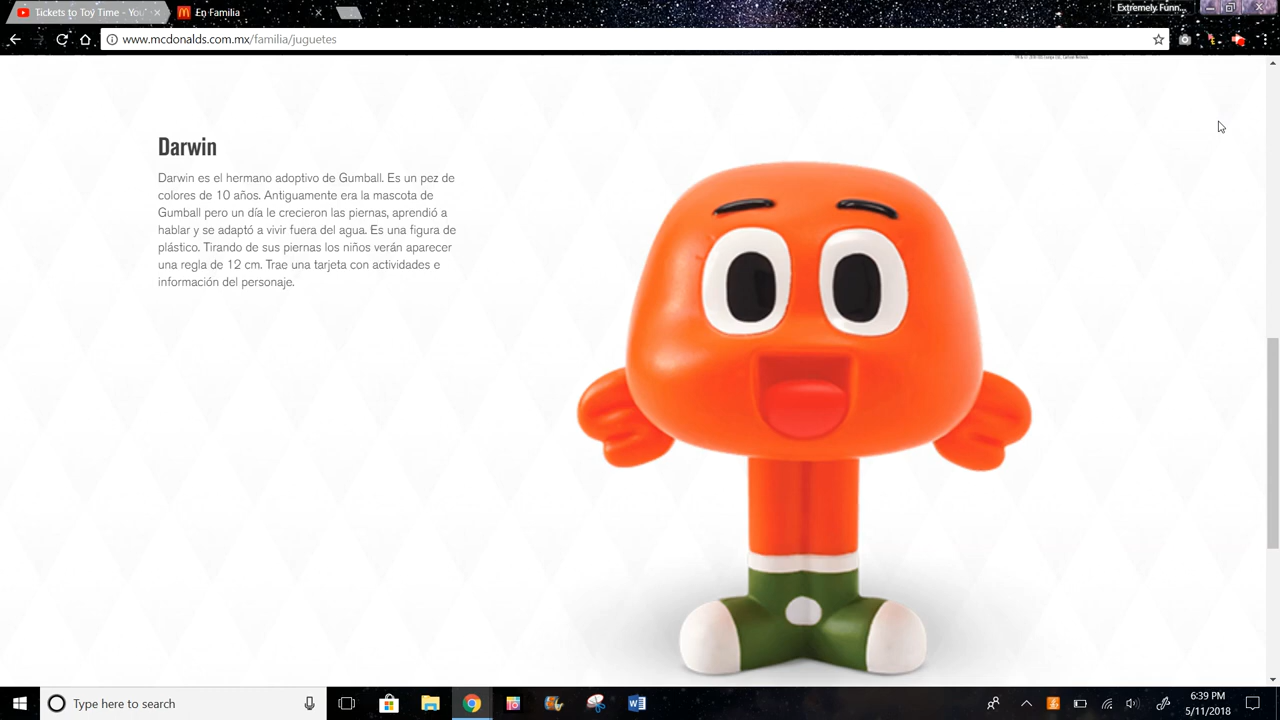 Tickets to Toy Time - You
En Familia
Extremely Funn...
www.mcdonalds.com.mx/familia/juguetes
Darwin
Darwin es el hermano adoptivo de Gumball. Es un pez de
colores de 10 años. Antiguamente era la mascota de
Gumball pero un día le crecieron las piernas, aprendió a
hablar y se adaptó a vivir fuera del agua. Es una figura de
plástico. Tirando de sus piernas los niños verán aparecer
una regla de 12 cm. Trae una tarjeta con actividades e
información del personaje.
Type here to search
6:39 PM
5/11/2018